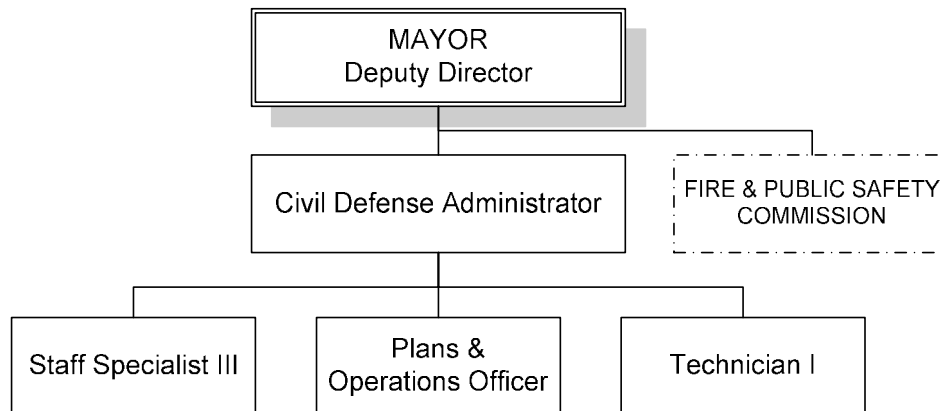 MAYOR
Deputy Director
Civil Defense Administrator
FIRE & PUBLIC SAFETY
COMMISSION
Staff Specialist III
Plans &
Operations Officer
Technician I